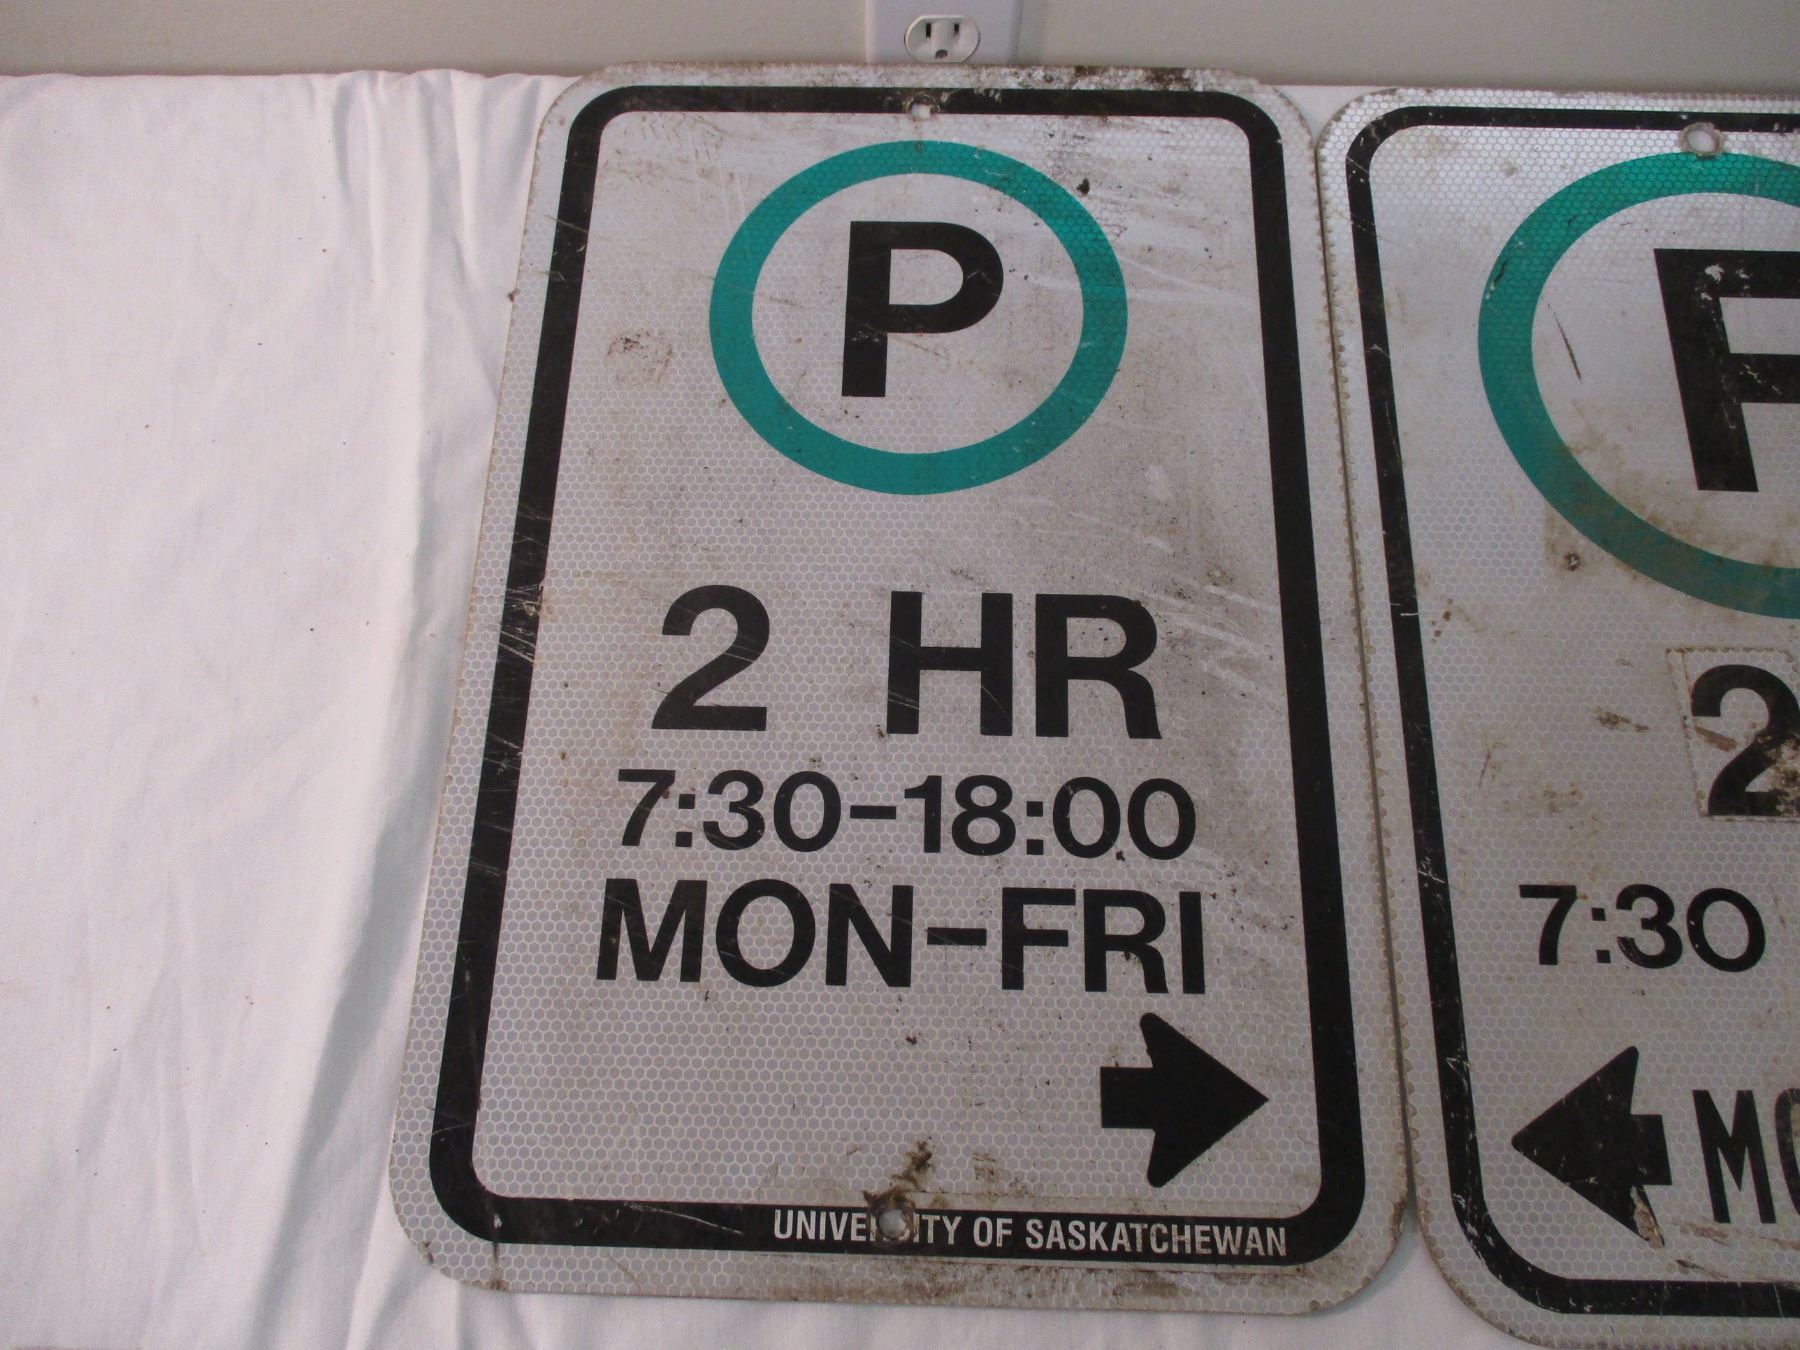 P
2 HR
7:30-18:00
MON-FRI
UNIVERSITY OF SASKATCHEWAN
P
2
7:30